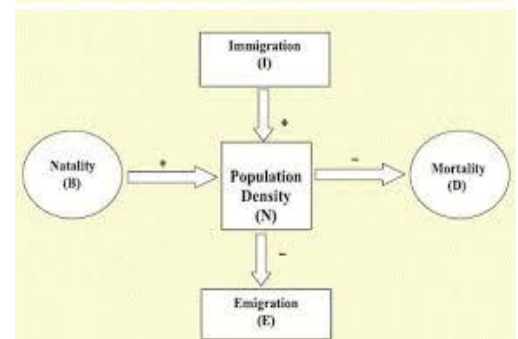 Immigration
(I)
+
Natality
(B)
+
Population
Density
(N)
–
Mortality
(D)
–
Emigration
(E)